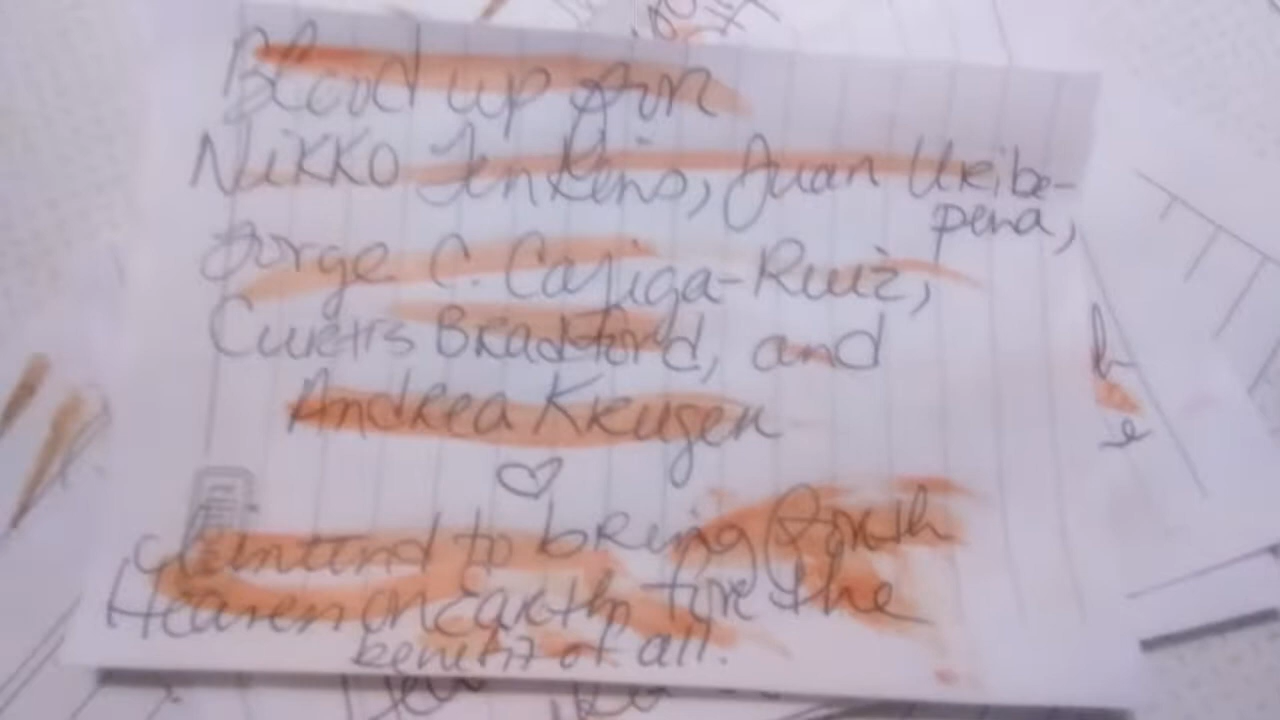 Blood up for
Nikko Jenkins, Juan Uribe-
pena,
Jorge C. Cajiga-Ruiz,
Curtis Bradford, and
Andrea Kruger
♡
I intend to bring forth
Heaven on Earth for the
benefit of all.